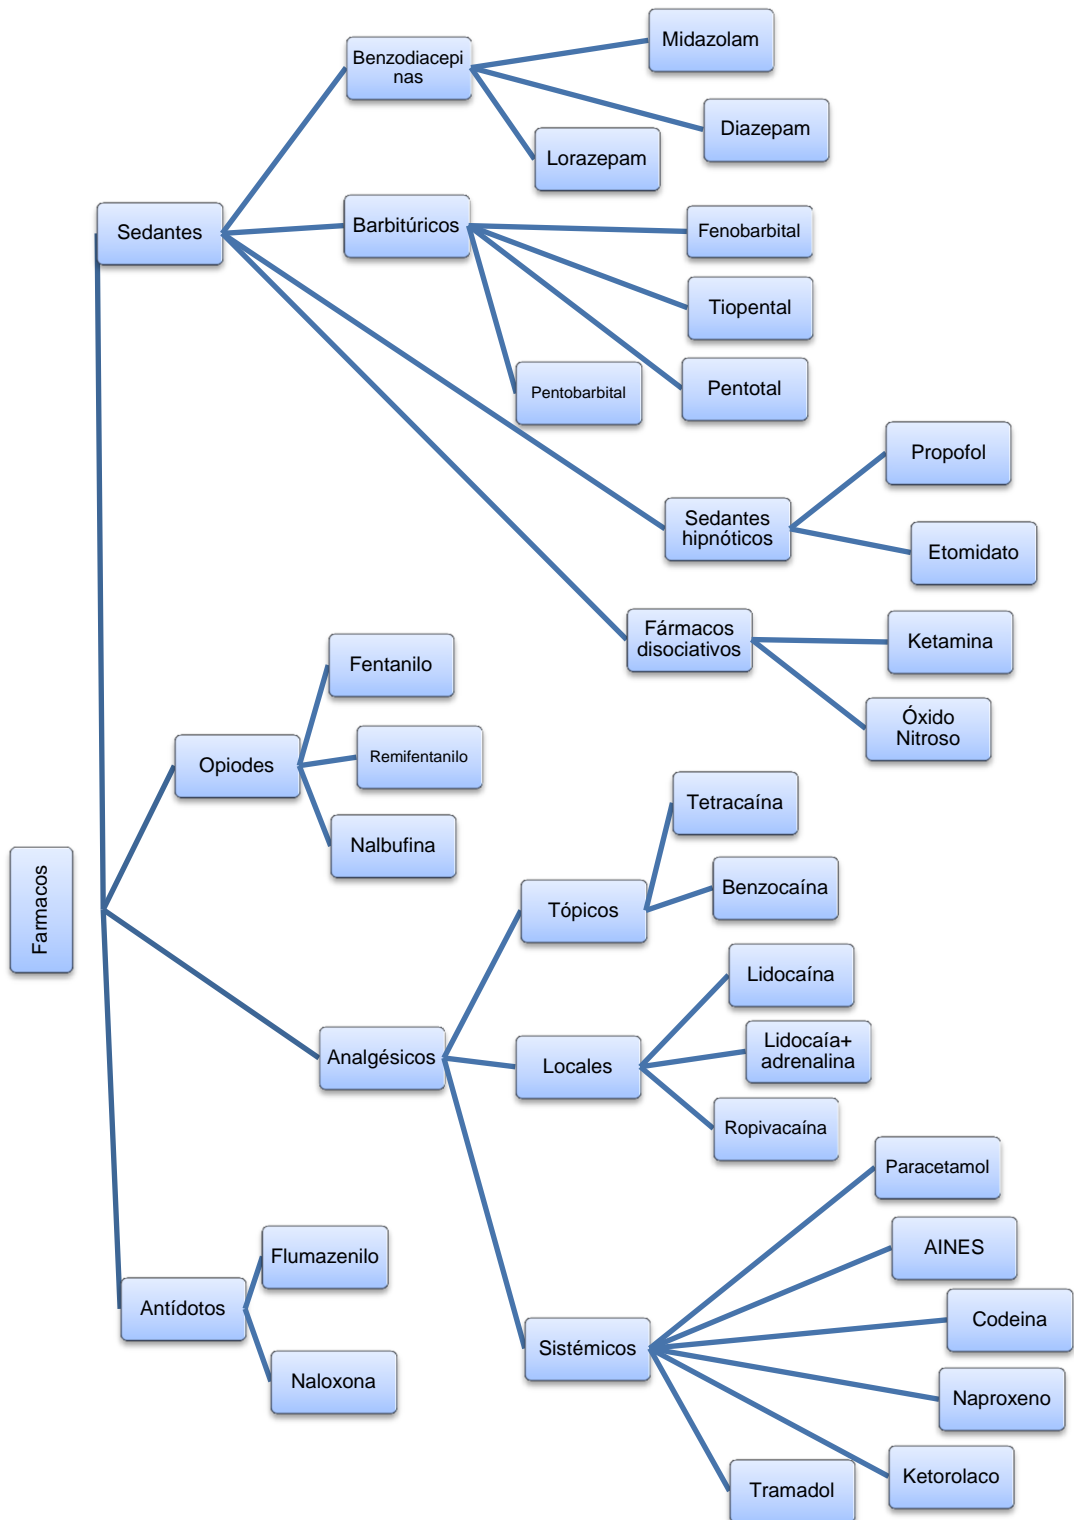 Midazolam
Benzodiacepi
nas
Diazepam
Lorazepam
Sedantes
Barbitúricos
Fenobarbital
Tiopental
Pentotal
Pentobarbital
Propofol
Sedantes
hipnóticos
Etomidato
Fármacos
disociativos
Ketamina
Óxido
Nitroso
Fentanilo
Opiodes
Remifentanilo
Nalbufina
Farmacos
Tetracaína
Tópicos
Benzocaína
Lidocaína
Analgésicos
Locales
Lidocaía+
adrenalina
Ropivacaína
Paracetamol
AINES
Flumazenilo
Antídotos
Naloxona
Sistémicos
Codeina
Naproxeno
Ketorolaco
Tramadol